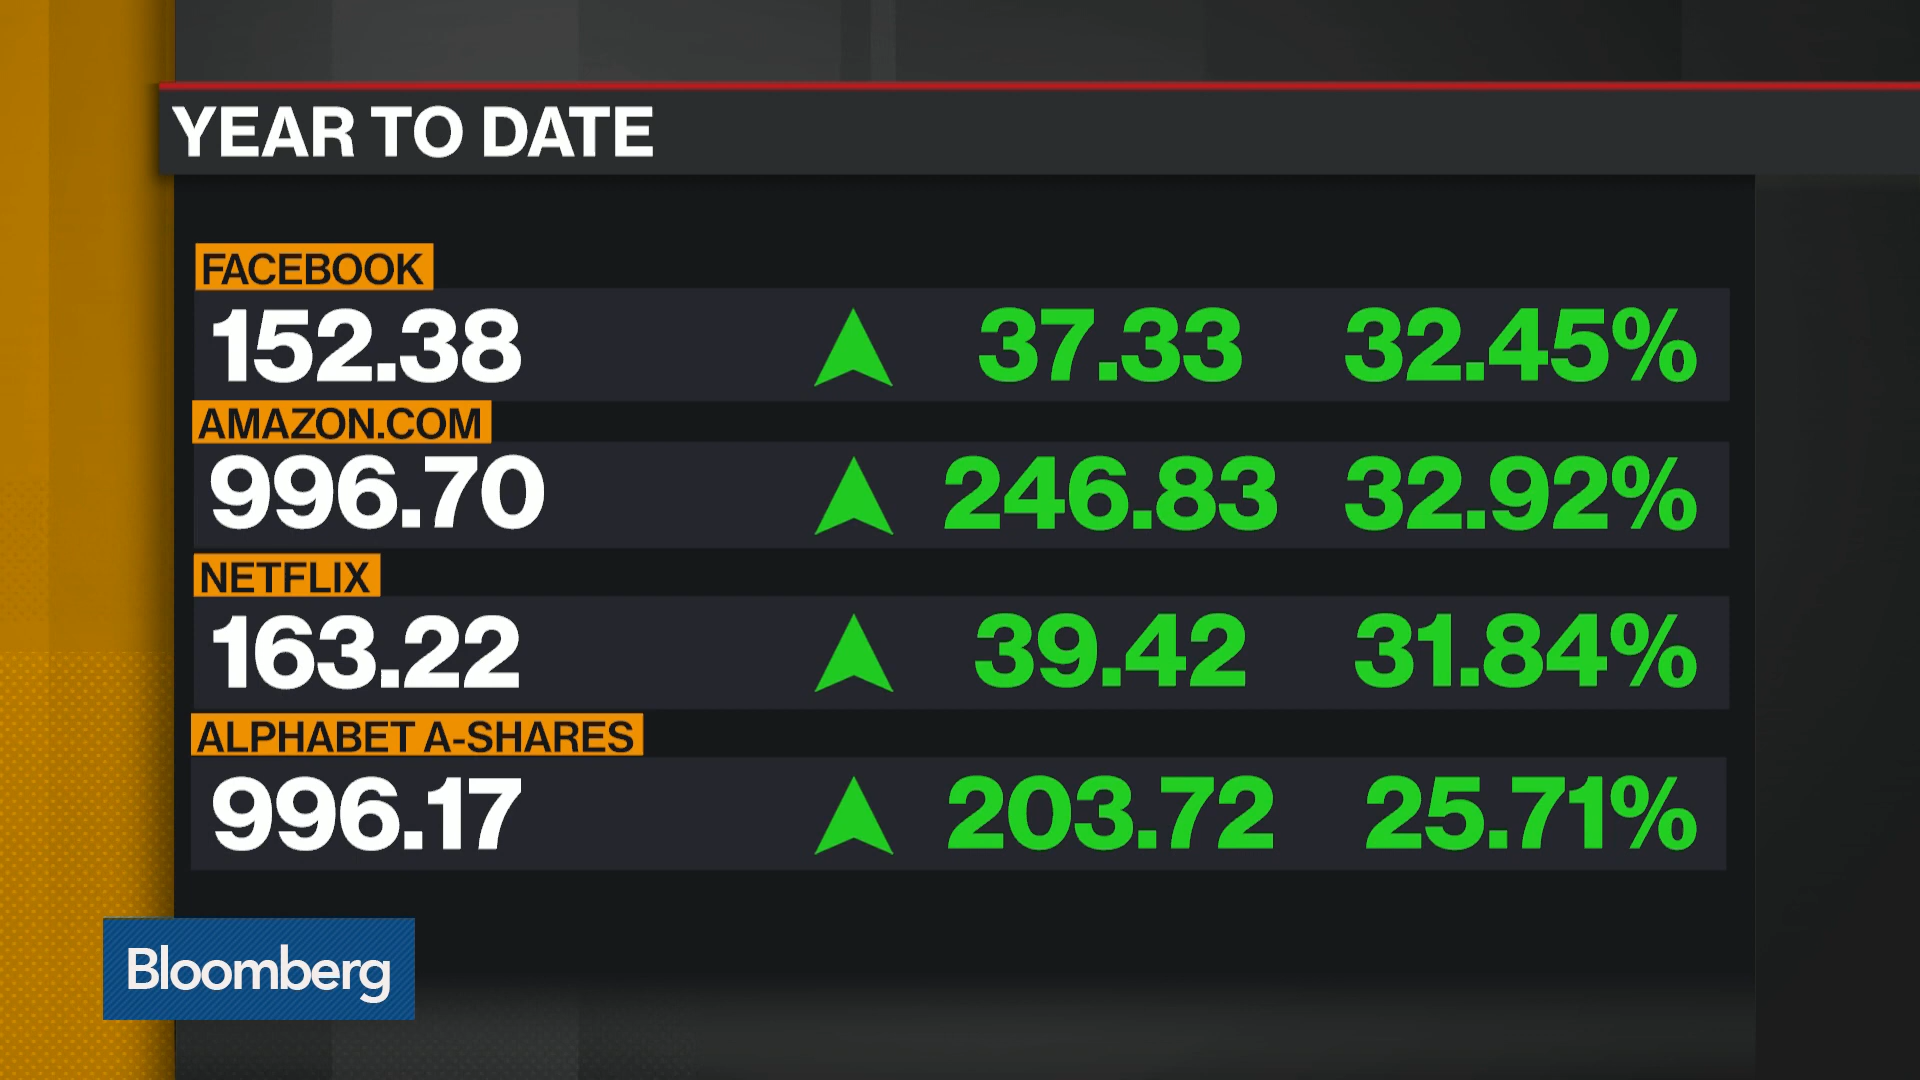 YEAR TO DATE
FACEBOOK
152.38 37.33 32.45%
AMAZON.COM
996.70 246.83 32.92%
NETFLIX
163.22 39.42 31.84%
ALPHABET A-SHARES
996.17 203.72 25.71%
Bloomberg